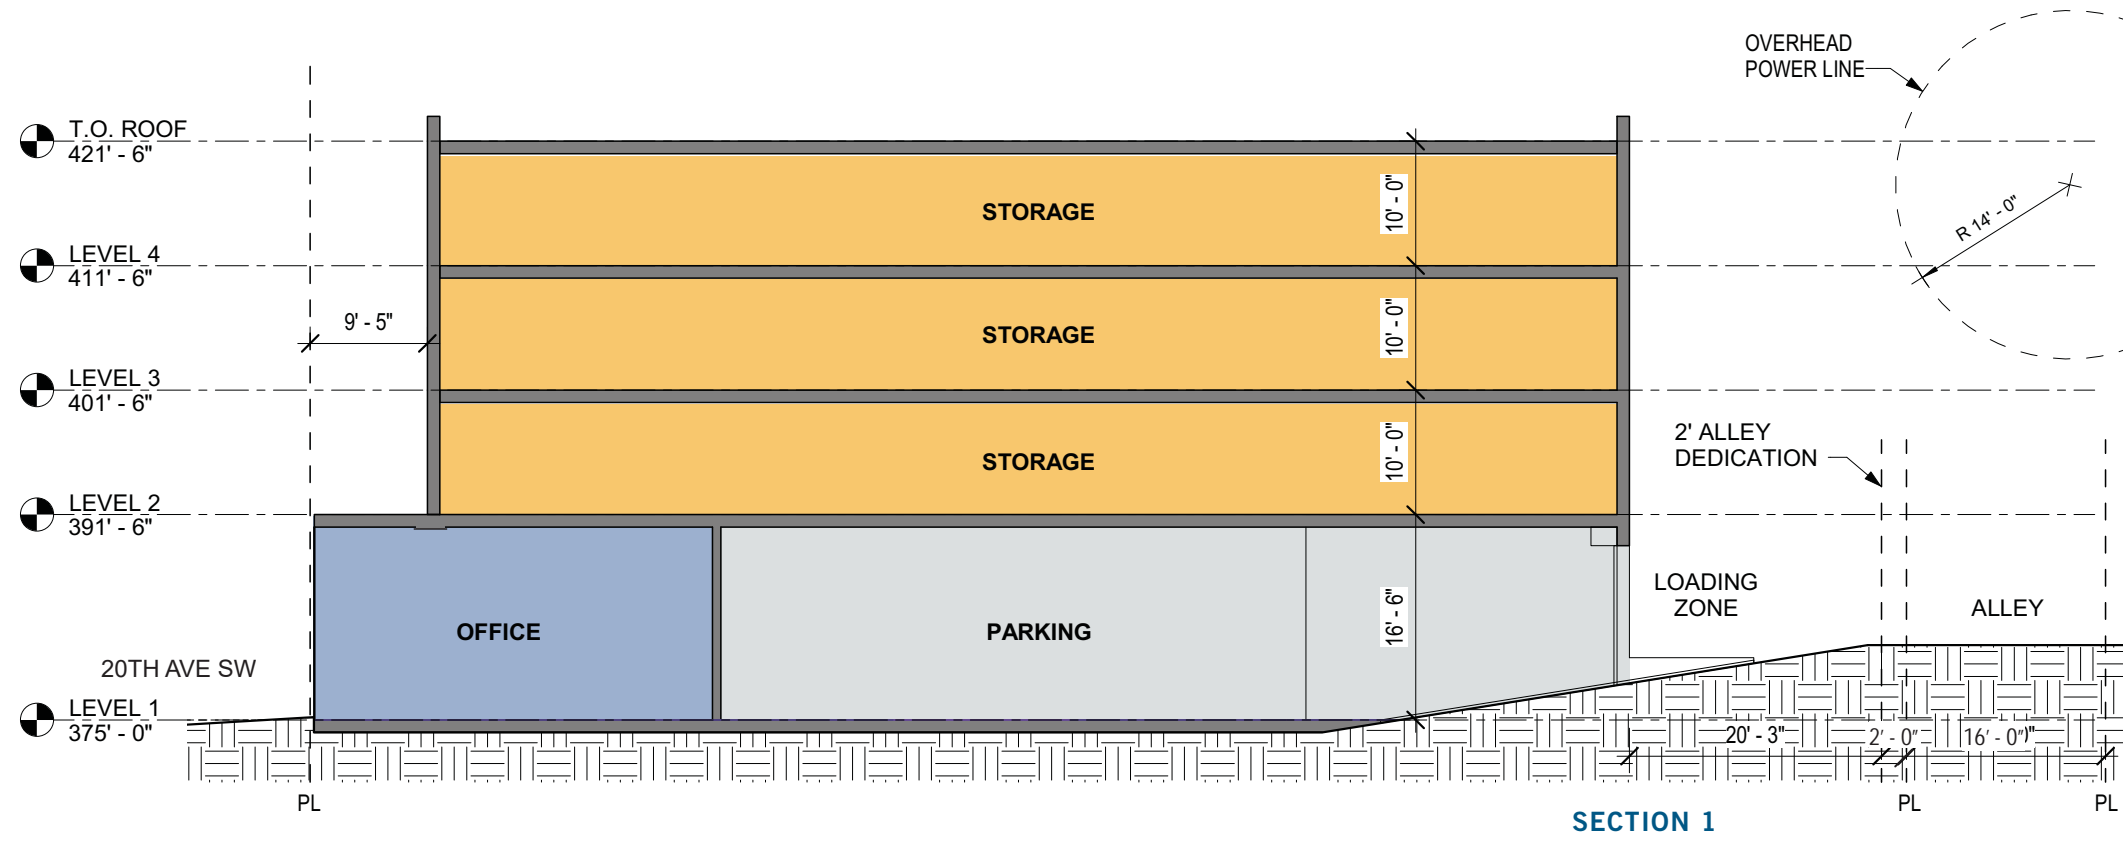 OVERHEAD
POWER LINE
T.O. ROOF
421' - 6"
STORAGE
10' - 0"
R 14' - 0"
LEVEL 4
411' - 6"
9' - 5"
STORAGE
10' - 0"
LEVEL 3
401' - 6"
2' ALLEY
DEDICATION
STORAGE
10' - 0"
LEVEL 2
391' - 6"
LOADING
ZONE
ALLEY
OFFICE
PARKING
16' - 6"
20TH AVE SW
LEVEL 1
375' - 0"
20' - 3"
2' - 0"
16' - 0"
PL
PL
PL
SECTION 1